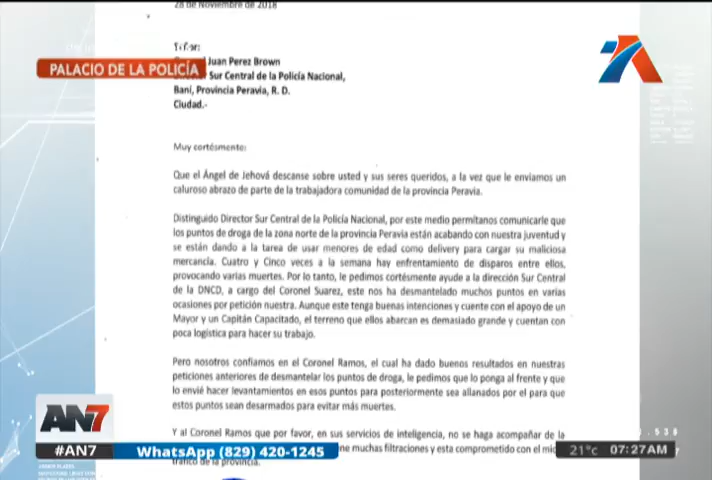 28 de Noviembre de 2018
PALACIO DE LA POLICÍA
Juan Perez Brown
Sur Central de la Policía Nacional,
Baní, Provincia Peravia, R. D.
Ciudad.-
Muy cortésmente:
Que el Ángel de Jehová descanse sobre usted y sus seres queridos, a la vez que le enviamos un
caluroso abrazo de parte de la trabajadora comunidad de la provincia Peravia.
Distinguido Director Sur Central de la Policía Nacional, por este medio permítanos comunicarle que
los puntos de droga de la zona norte de la provincia Peravia están acabando con nuestra juventud y
se están dando a la tarea de usar menores de edad como delivery para cargar su maliciosa
mercancía. Cuatro y Cinco veces a la semana hay enfrentamiento de disparos entre ellos,
provocando varias muertes. Por lo tanto, le pedimos cortésmente ayude a la dirección Sur Central
de la DNCD, a cargo del Coronel Suarez, este nos ha desmantelado muchos puntos en varias
ocasiones por petición nuestra. Aunque este tenga buenas intenciones y cuente con el apoyo de un
Mayor y un Capitán Capacitado, el terreno que ellos abarcan es demasiado grande y cuentan con
poca logística para hacer su trabajo.
Pero nosotros confiamos en el Coronel Ramos, el cual ha dado buenos resultados en nuestras
peticiones anteriores de desmantelar los puntos de droga, le pedimos que lo ponga al frente y que
lo envié hacer levantamientos en esos puntos para posteriormente sea allanados por el para que
estos puntos sean desarmados para evitar más muertes.
Y al Coronel Ramos que por favor, en sus servicios de inteligencia, no se haga acompañar de la
ne muchas filtraciones y esta comprometido con el mic
trafico de la provincia.
AN7
#AN7
WhatsApp (829) 420-1245
21°c
07:27AM